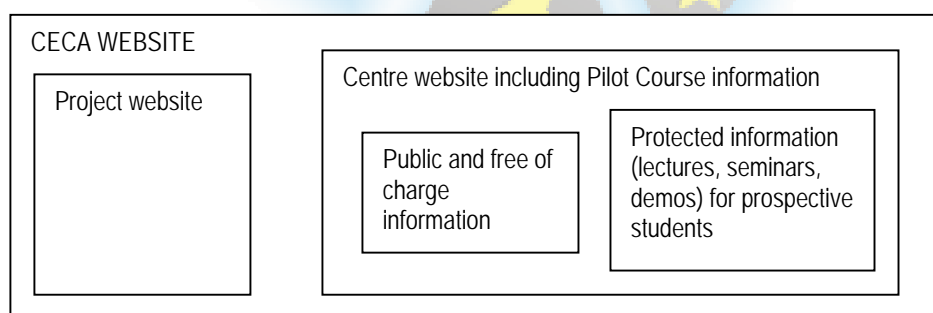 CECA WEBSITE
Project website
Centre website including Pilot Course information
Public and free of
charge
information
Protected information
(lectures, seminars,
demos) for prospective
students